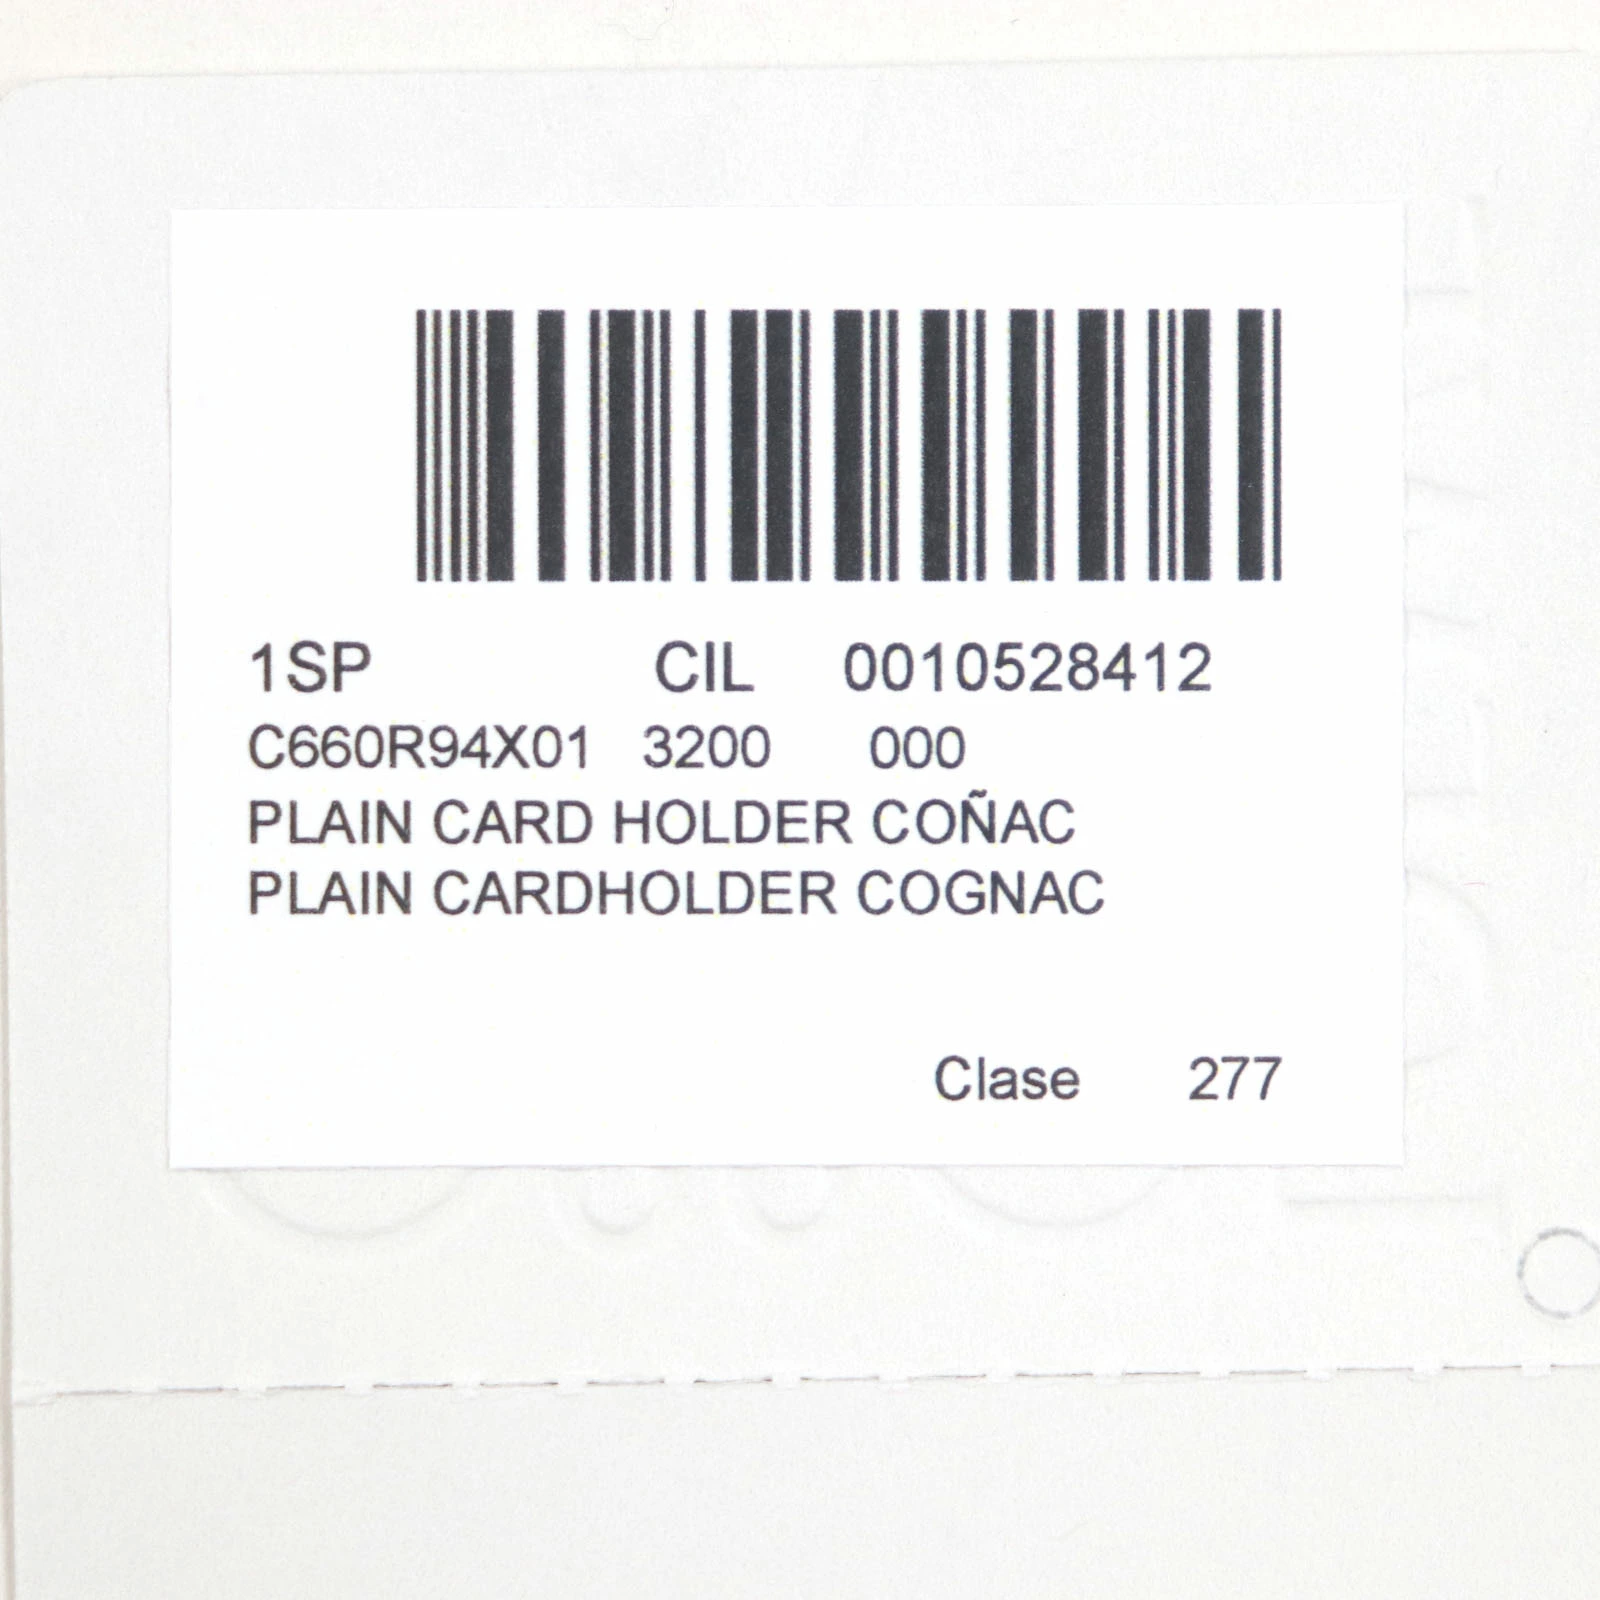 1SP CIL 0010528412
C660R94X01 3200 000
PLAIN CARD HOLDER COÑAC
PLAIN CARDHOLDER COGNAC
Clase 277